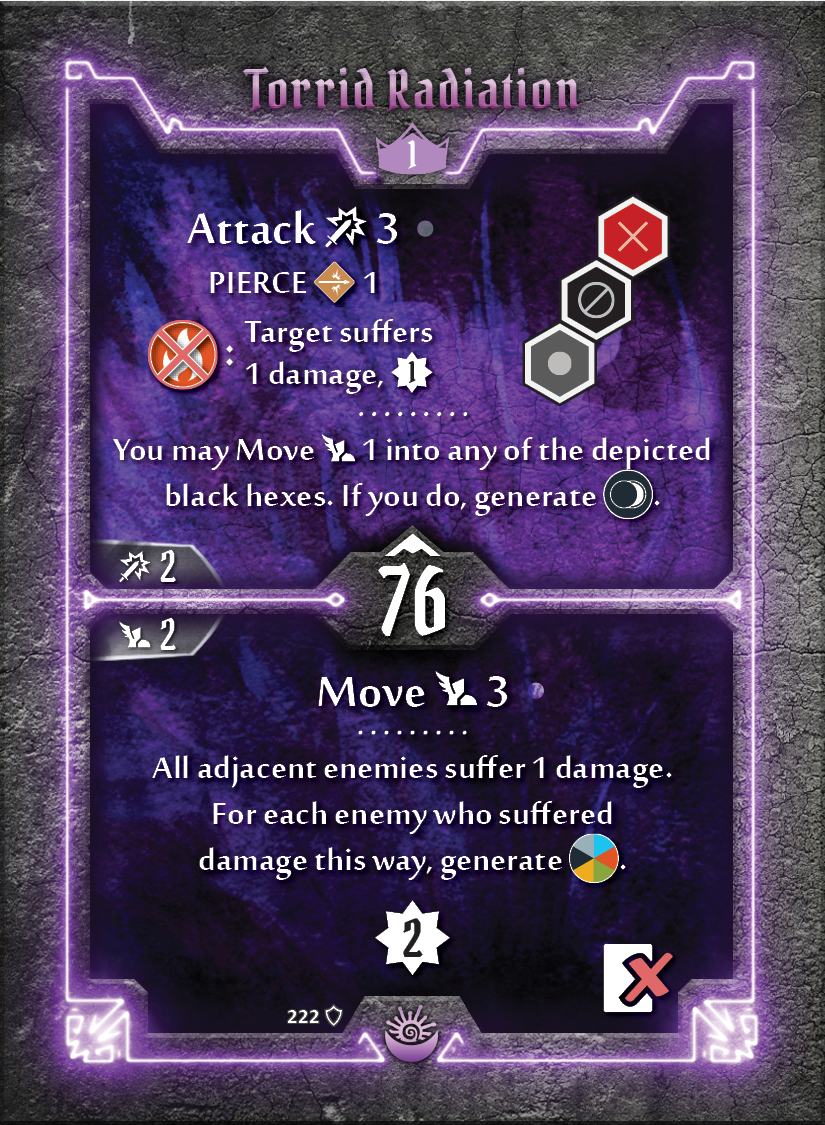 Torrid Radiation
1
Attack 3
PIERCE 1
: Target suffers
1 damage, 1
You may Move 1 into any of the depicted
black hexes. If you do, generate .
2
76
2
Move 3
All adjacent enemies suffer 1 damage.
For each enemy who suffered
damage this way, generate .
2
222